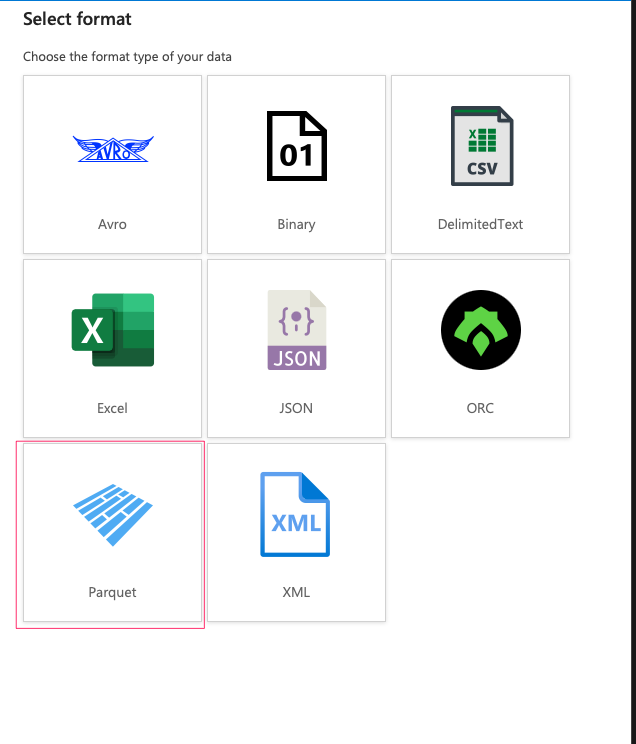 Select format
Choose the format type of your data
AVRO
01
X
CSV
Avro
Binary
DelimitedText
X
{ }
JSON
Excel
JSON
ORC
XML
Parquet
XML